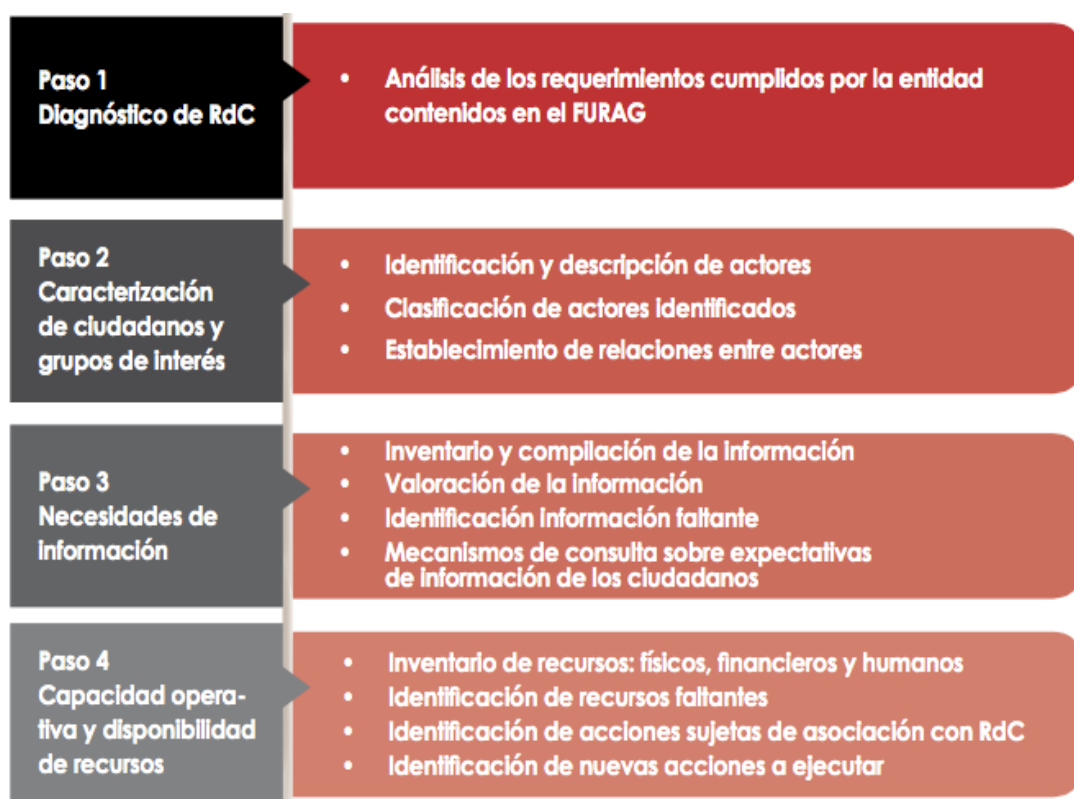 Paso 1
Diagnóstico de RdC
• Análisis de los requerimientos cumplidos por la entidad
contenidos en el FURAG
Paso 2
Caracterización
de ciudadanos y
grupos de interés
• Identificación y descripción de actores
• Clasificación de actores identificados
• Establecimiento de relaciones entre actores
Paso 3
Necesidades de
información
• Inventario y compilación de la información
• Valoración de la información
• Identificación información faltante
• Mecanismos de consulta sobre expectativas
de información de los ciudadanos
Paso 4
Capacidad opera-
tiva y disponibilidad
de recursos
• Inventario de recursos: físicos, financieros y humanos
• Identificación de recursos faltantes
• Identificación de acciones sujetas de asociación con RdC
• Identificación de nuevas acciones a ejecutar